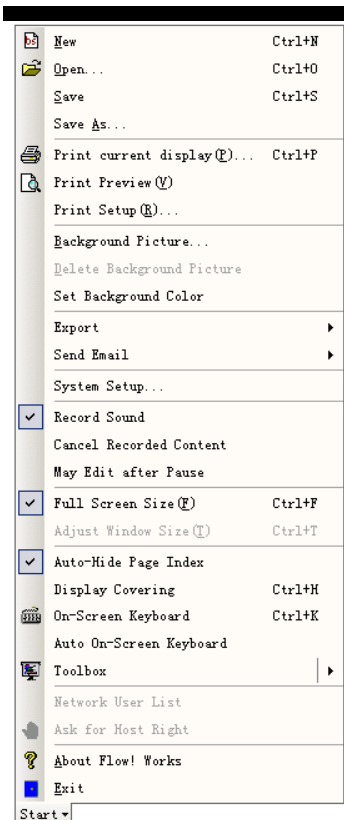 New Ctrl+N
Open... Ctrl+O
Save Ctrl+S
Save As...
Print current display(P)... Ctrl+P
Print Preview(V)
Print Setup(R)...
Background Picture...
Delete Background Picture
Set Background Color
Export
Send Email
System Setup...
Record Sound
Cancel Recorded Content
May Edit after Pause
Full Screen Size(F) Ctrl+F
Adjust Window Size(T) Ctrl+T
Auto-Hide Page Index
Display Covering Ctrl+H
On-Screen Keyboard Ctrl+K
Auto On-Screen Keyboard
Toolbox
Network User List
Ask for Host Right
About Flow! Works
Exit
Start